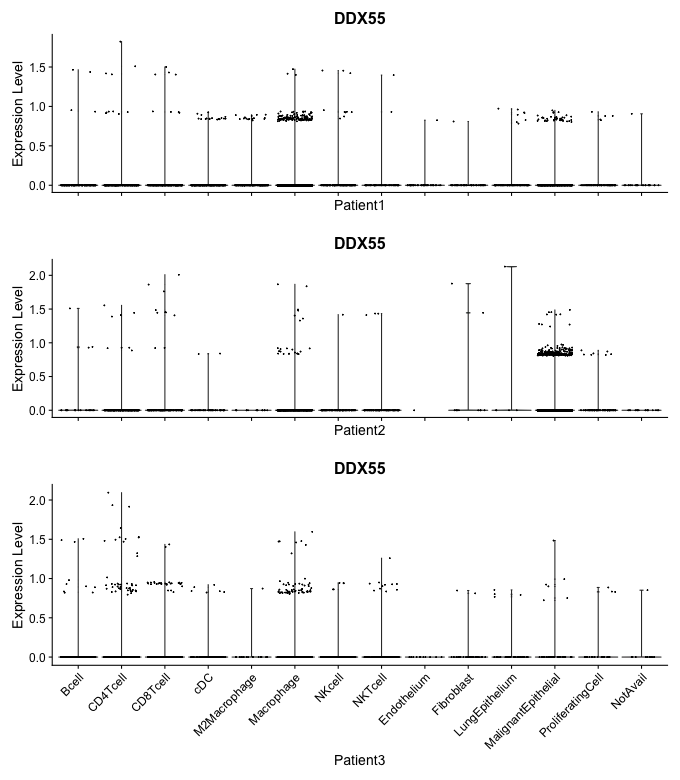 DDX55
Expression Level
1.5
1.0
0.5
0.0
Patient1
DDX55
Expression Level
2.0
1.5
1.0
0.5
0.0
Patient2
DDX55
Expression Level
2.0
1.5
1.0
0.5
0.0
Bcell
CD4Tcell
CD8Tcell
cDC
M2Macrophage
Macrophage
NKcell
NKTcell
Endothelium
Fibroblast
LungEpithelium
MalignantEpithelial
ProliferatingCell
NotAvail
Patient3